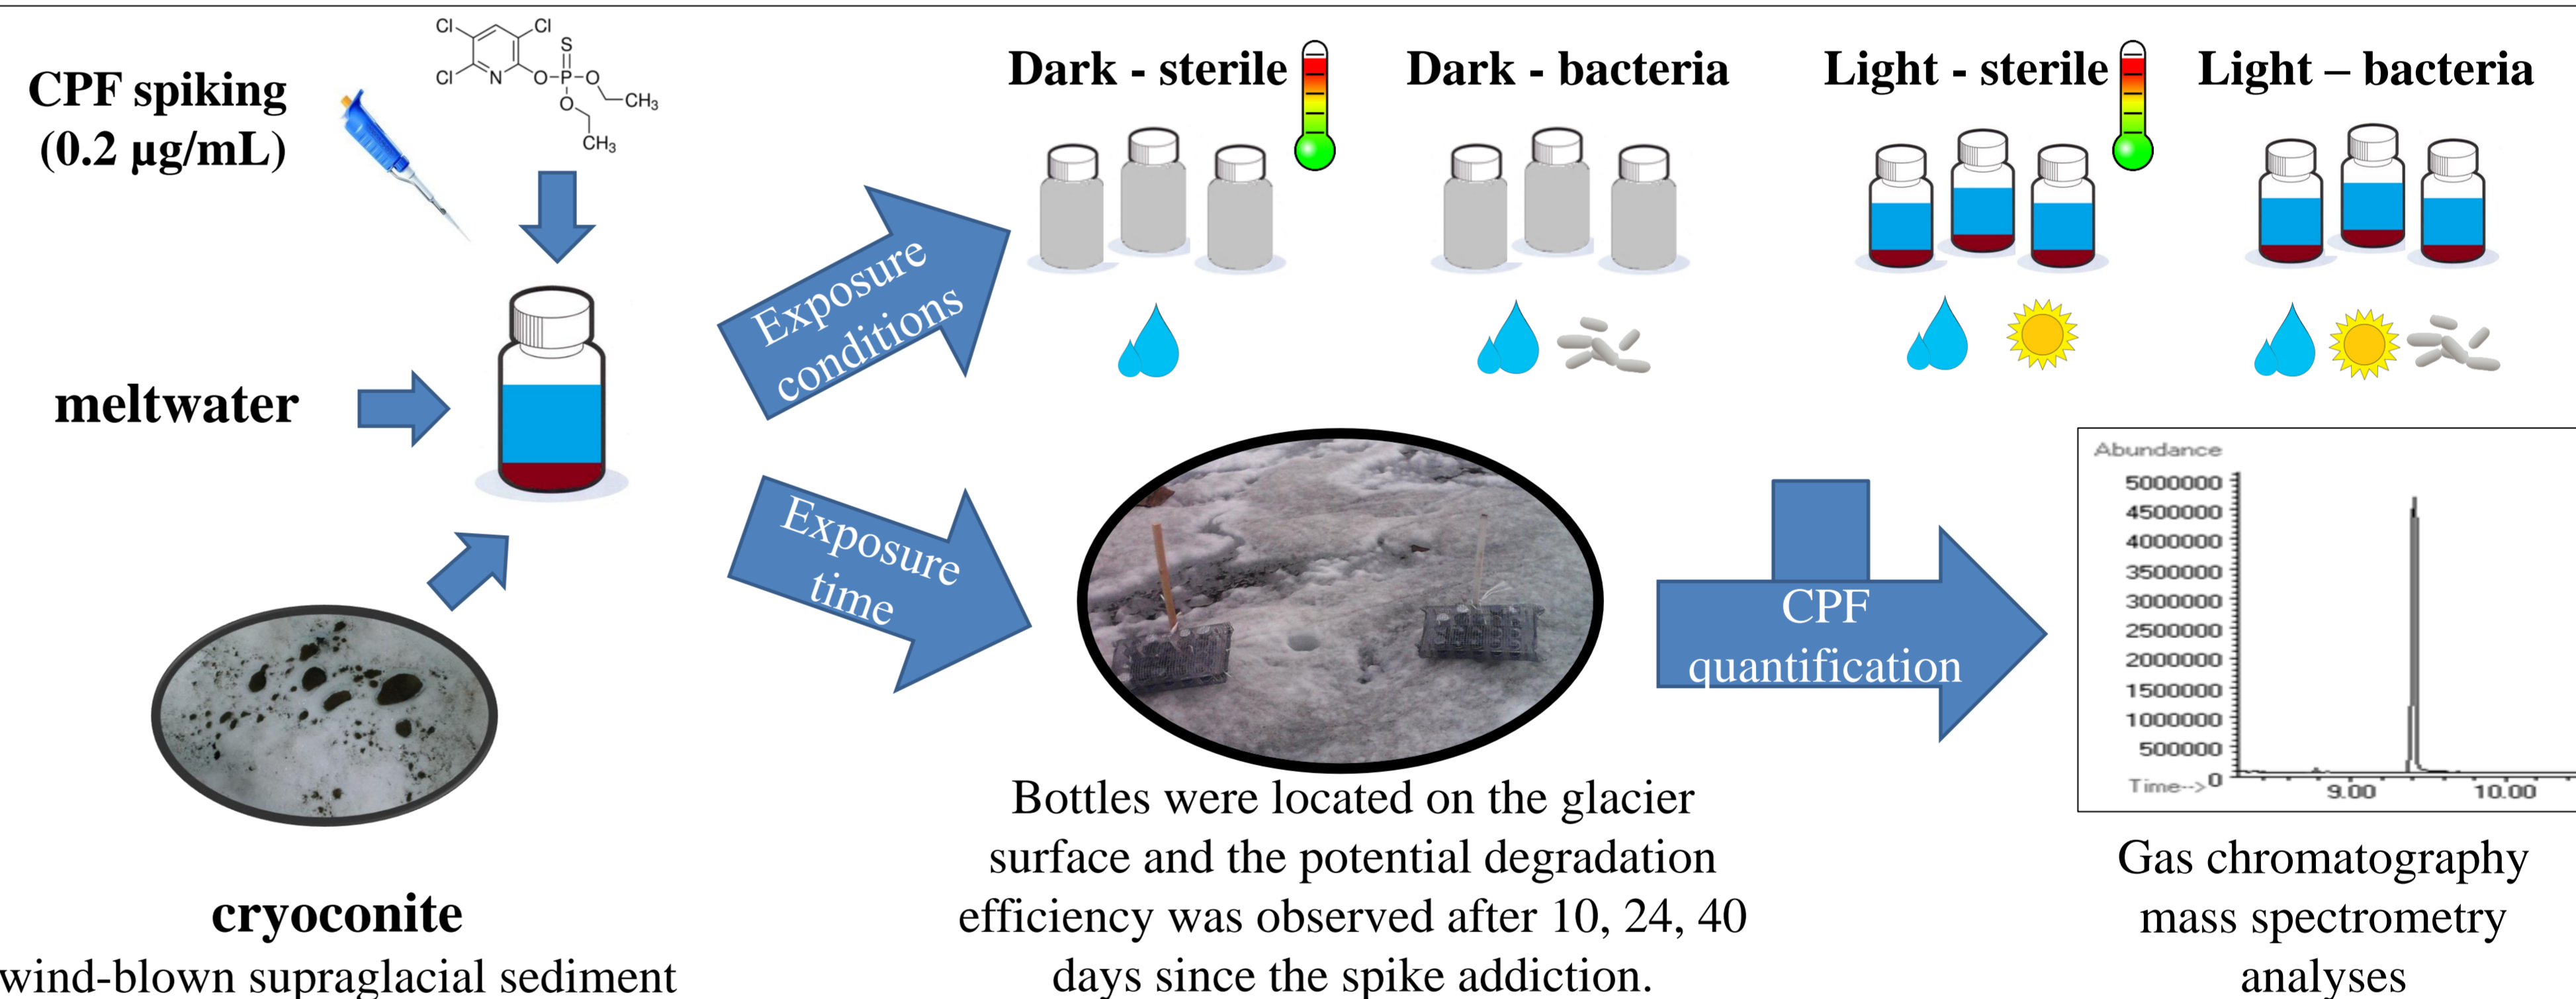 CPF spiking
(0.2 µg/mL)
Cl
Cl
Cl
N
O
S
P
O
O
CH3
CH3
meltwater
cryoconite
wind-blown supraglacial sediment
Exposure
conditions
Exposure
time
Dark - sterile
Dark - bacteria
Light - sterile
Light – bacteria
Bottles were located on the glacier
surface and the potential degradation
efficiency was observed after 10, 24, 40
days since the spike addiction.
CPF
quantification
Abundance
5000000
4500000
4000000
3500000
3000000
2500000
2000000
1500000
1000000
500000
0
Time-->
9.00
10.00
Gas chromatography
mass spectrometry
analyses